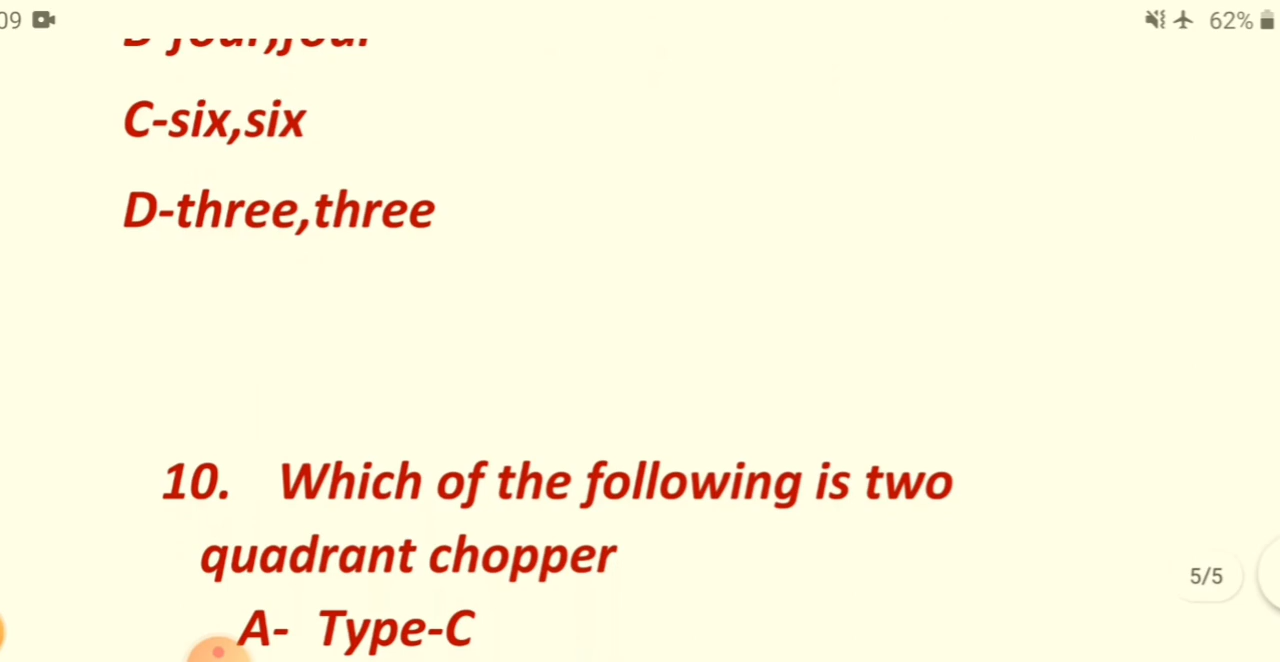 09
62%
C-six,six
D-three,three
10. Which of the following is two
quadrant chopper
5/5
A- Type-C